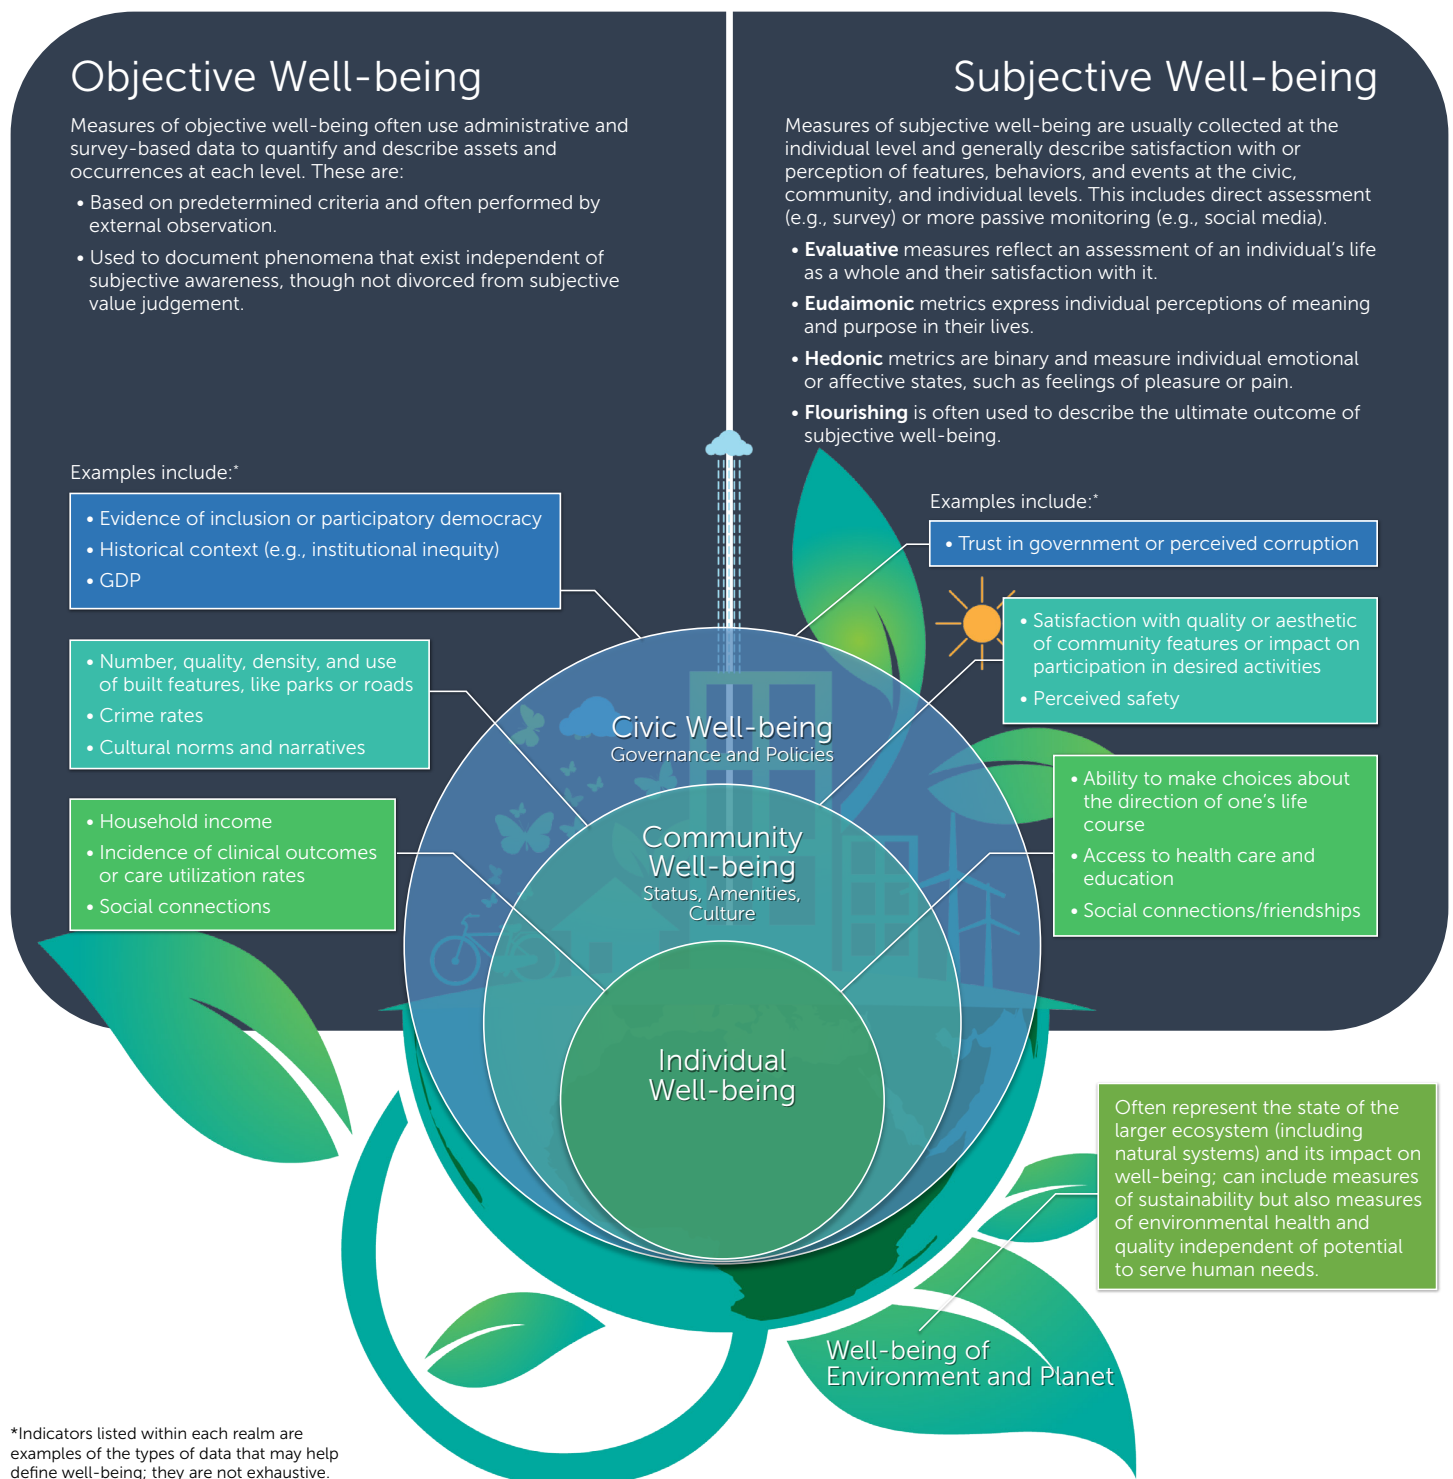 Objective Well-being
Measures of objective well-being often use administrative and
survey-based data to quantify and describe assets and
occurrences at each level. These are:
• Based on predetermined criteria and often performed by
external observation.
• Used to document phenomena that exist independent of
subjective awareness, though not divorced from subjective
value judgement.
Examples include:*
• Evidence of inclusion or participatory democracy
• Historical context (e.g., institutional inequity)
• GDP
• Number, quality, density, and use
of built features, like parks or roads
• Crime rates
• Cultural norms and narratives
• Household income
• Incidence of clinical outcomes
or care utilization rates
• Social connections
Subjective Well-being
Measures of subjective well-being are usually collected at the
individual level and generally describe satisfaction with or
perception of features, behaviors, and events at the civic,
community, and individual levels. This includes direct assessment
(e.g., survey) or more passive monitoring (e.g., social media).
• Evaluative measures reflect an assessment of an individual's life
as a whole and their satisfaction with it.
• Eudaimonic metrics express individual perceptions of meaning
and purpose in their lives.
• Hedonic metrics are binary and measure individual emotional
or affective states, such as feelings of pleasure or pain.
• Flourishing is often used to describe the ultimate outcome of
subjective well-being.
Examples include:*
• Trust in government or perceived corruption
• Satisfaction with quality or aesthetic
of community features or impact on
participation in desired activities
• Perceived safety
• Ability to make choices about
the direction of one's life
course
• Access to health care and
education
• Social connections/friendships
Civic Well-being
Governance and Policies
Community
Well-being
Status, Amenities,
Culture
Individual
Well-being
Often represent the state of the
larger ecosystem (including
natural systems) and its impact on
well-being; can include measures
of sustainability but also measures
of environmental health and
quality independent of potential
to serve human needs.
Well-being of
Environment and Planet
*Indicators listed within each realm are
examples of the types of data that may help
define well-being; they are not exhaustive.